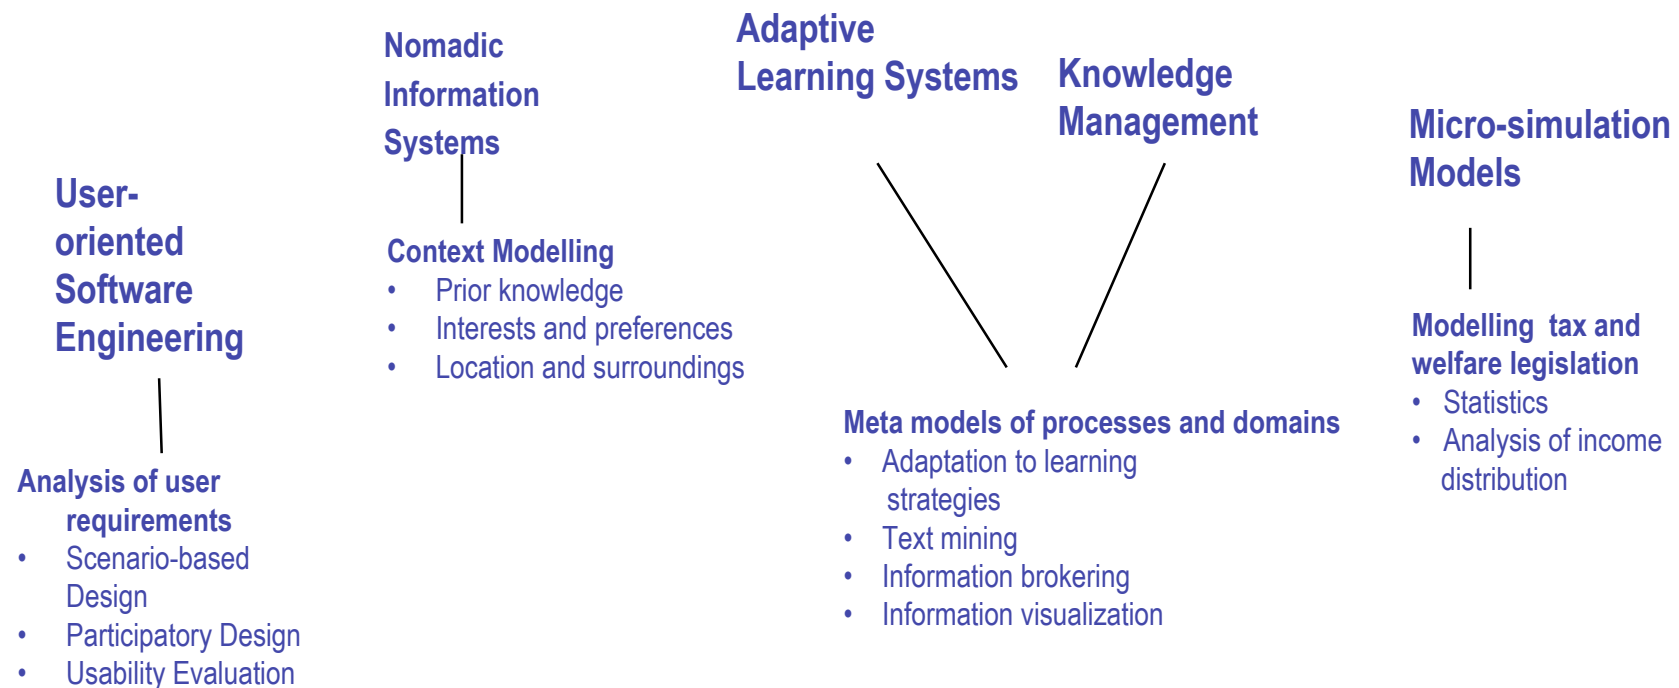 User-
oriented
Software
Engineering
Analysis of user
requirements
• Scenario-based
Design
• Participatory Design
• Usability Evaluation
Nomadic
Information
Systems
Context Modelling
• Prior knowledge
• Interests and preferences
• Location and surroundings
Adaptive
Learning Systems
Knowledge
Management
Meta models of processes and domains
• Adaptation to learning
strategies
• Text mining
• Information brokering
• Information visualization
Micro-simulation
Models
Modelling tax and
welfare legislation
• Statistics
• Analysis of income
distribution